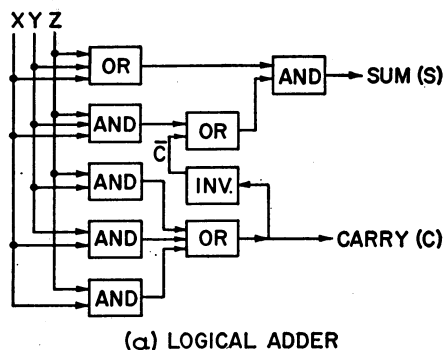 X Y Z
OR
AND
SUM (S)
AND
OR
C̅
AND
INV.
AND
OR
CARRY (C)
AND
(a) LOGICAL ADDER